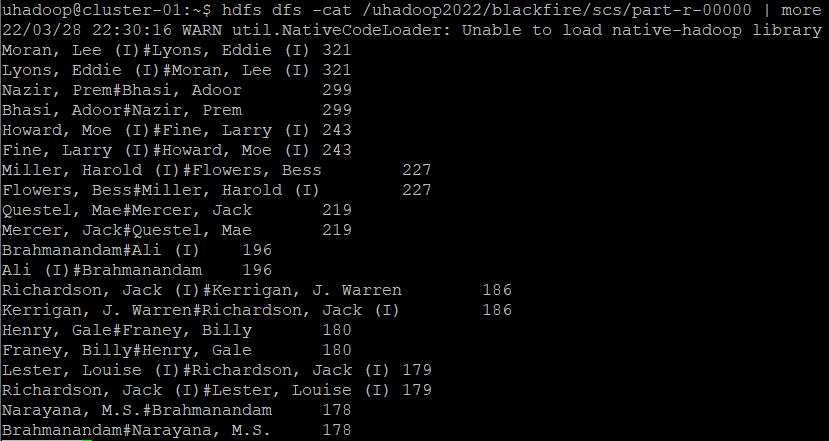 uhadoop@cluster-01:~$ hdfs dfs -cat /uhadoop2022/blackfire/scs/part-r-00000 | more
22/03/28 22:30:16 WARN util.NativeCodeLoader: Unable to load native-hadoop library
Moran, Lee (I)#Lyons, Eddie (I) 321
Lyons, Eddie (I)#Moran, Lee (I) 321
Nazir, Prem#Bhasi, Adoor        299
Bhasi, Adoor#Nazir, Prem        299
Howard, Moe (I)#Fine, Larry (I) 243
Fine, Larry (I)#Howard, Moe (I) 243
Miller, Harold (I)#Flowers, Bess        227
Flowers, Bess#Miller, Harold (I)        227
Questel, Mae#Mercer, Jack       219
Mercer, Jack#Questel, Mae       219
Brahmanandam#Ali (I)    196
Ali (I)#Brahmanandam    196
Richardson, Jack (I)#Kerrigan, J. Warren        186
Kerrigan, J. Warren#Richardson, Jack (I)        186
Henry, Gale#Franey, Billy       180
Franey, Billy#Henry, Gale       180
Lester, Louise (I)#Richardson, Jack (I) 179
Richardson, Jack (I)#Lester, Louise (I) 179
Narayana, M.S.#Brahmanandam     178
Brahmanandam#Narayana, M.S.     178